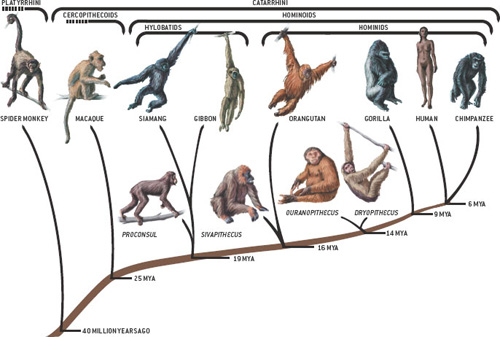 PLATYRRHINI
CATARRHINI
CERCOPITHECOIDS
HOMINOIDS
HYLOBATIDS
HOMINIDS
SPIDER MONKEY
MACAQUE
SIAMANG
GIBBON
ORANGUTAN
GORILLA
HUMAN
CHIMPANZEE
PROCONSUL
SIVAPITHECUS
OURANOPITHECUS
DRYOPITHECUS
6 MYA
9 MYA
14 MYA
16 MYA
19 MYA
25 MYA
40 MILLION YEARS AGO